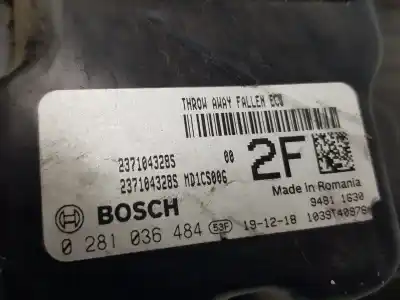 THROW AWAY FALLEN ECU
237104328S 00 2F
237104328S MD1CS006
Made in Romania
BOSCH 9481 1630
0 281 036 484 53F 19-12-18